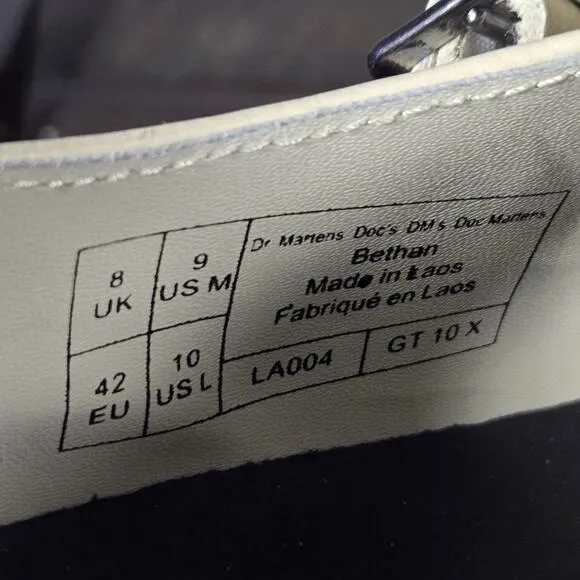 8
UK
9
US M
42
EU
10
US L
Dr Martens Doc's DM's Doc Martens
Bethan
Made in Laos
Fabriqué en Laos
LA004
GT 10 X